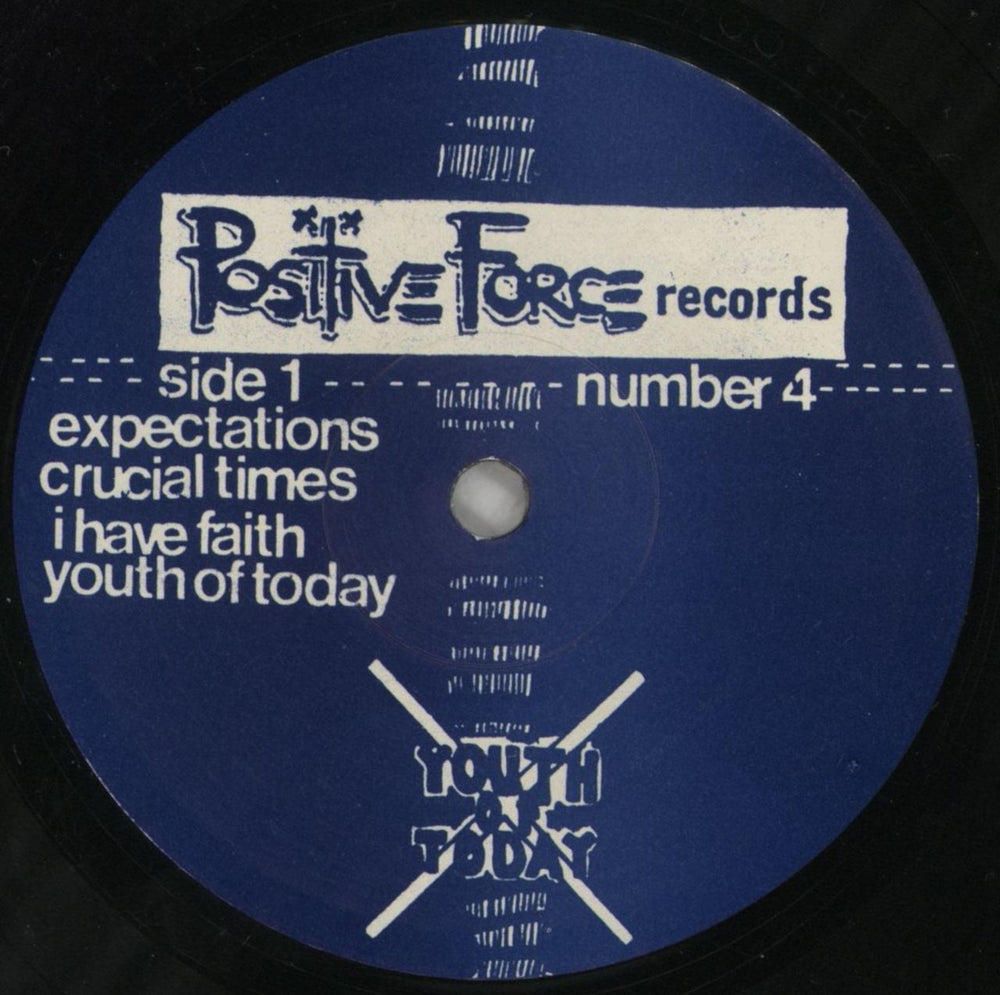 Positive Force records
side 1 number 4
expectations
crucial times
i have faith
youth of today
YOUTH
OF
TODAY